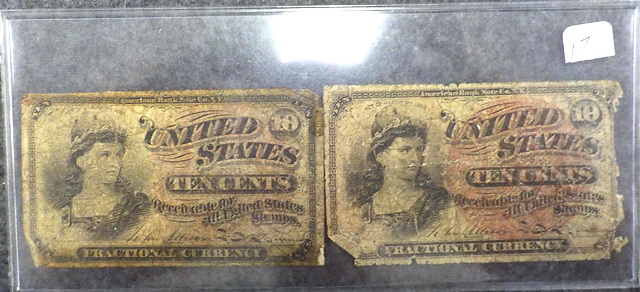 17
American Bank Note Co. N.Y.
10
UNITED
STATES
TEN CENTS
Receivable for
All United States
Stamps.
FRACTIONAL CURRENCY
American Bank Note Co.
10
UNITED
STATES
TEN CENTS
Receivable for
All United States
Stamps.
FRACTIONAL CURRENCY